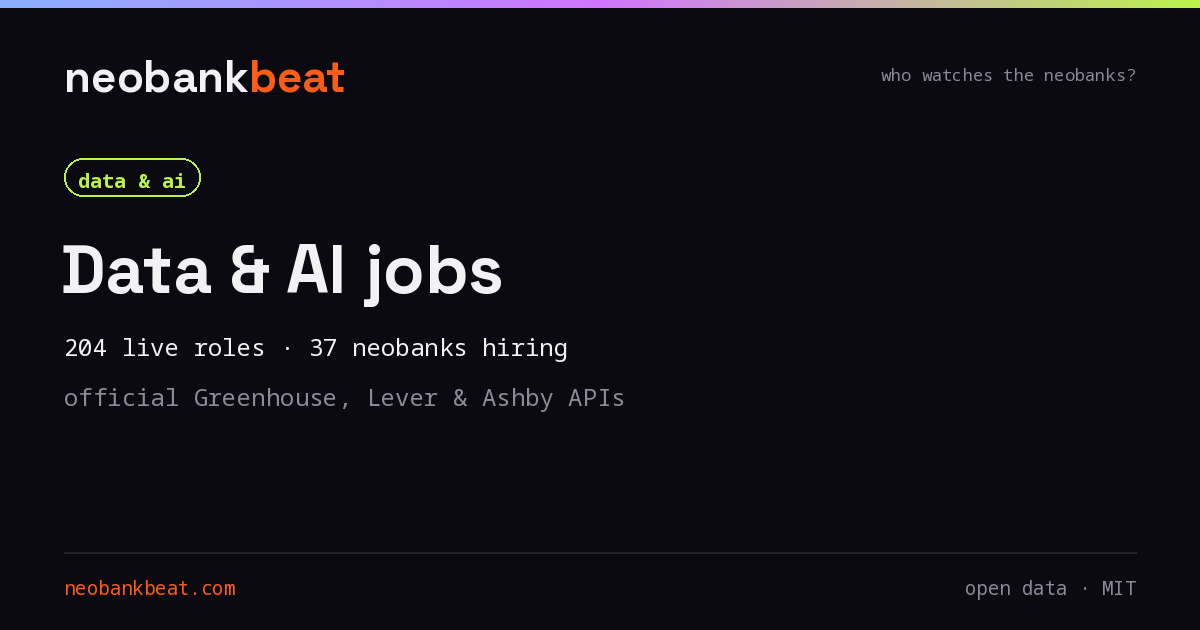 neobankbeat
who watches the neobanks?
data & ai
Data & AI jobs
204 live roles · 37 neobanks hiring
official Greenhouse, Lever & Ashby APIs
neobankbeat.com
open data · MIT